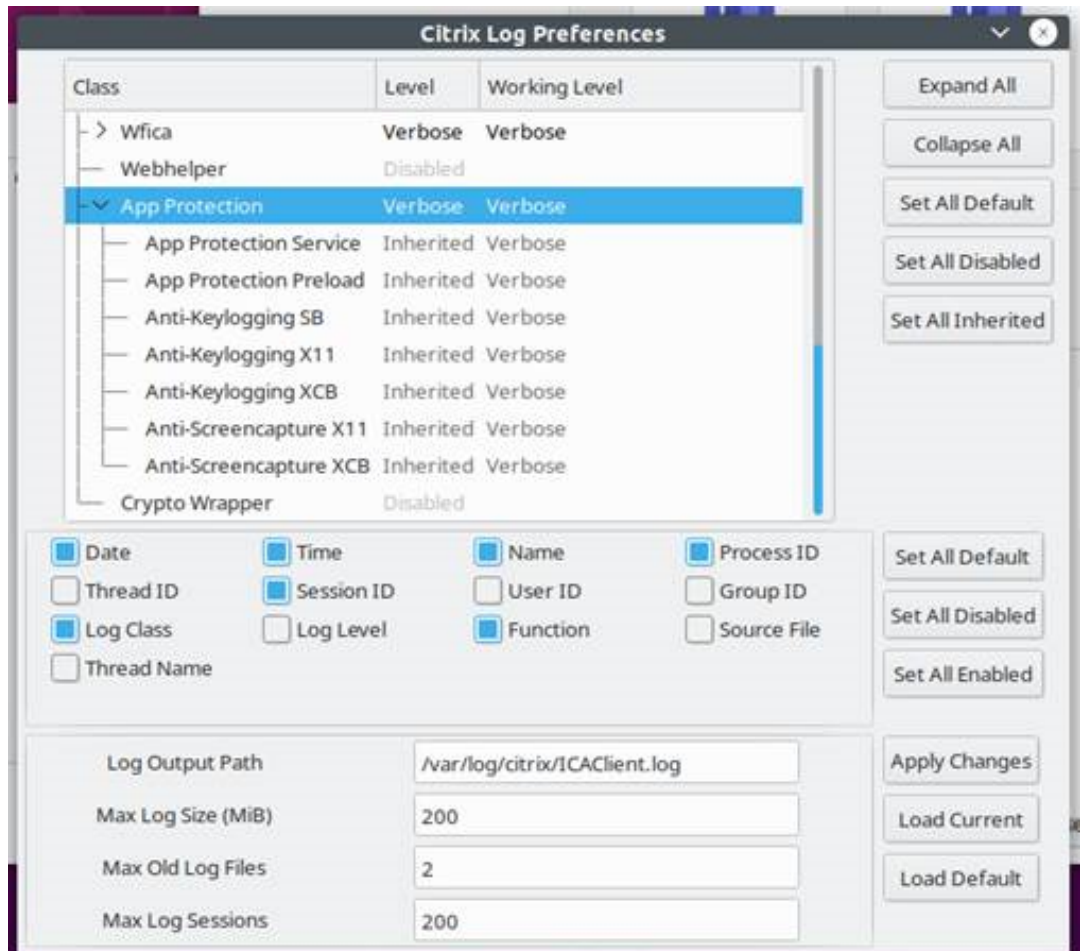 Citrix Log Preferences
Class Level Working Level
Wfica Verbose Verbose
Webhelper Disabled
App Protection Verbose Verbose
App Protection Service Inherited Verbose
App Protection Preload Inherited Verbose
Anti-Keylogging SB Inherited Verbose
Anti-Keylogging X11 Inherited Verbose
Anti-Keylogging XCB Inherited Verbose
Anti-Screencapture X11 Inherited Verbose
Anti-Screencapture XCB Inherited Verbose
Crypto Wrapper Disabled
Expand All
Collapse All
Set All Default
Set All Disabled
Set All Inherited
Date Time Name Process ID
Thread ID Session ID User ID Group ID
Log Class Log Level Function Source File
Thread Name
Set All Default
Set All Disabled
Set All Enabled
Log Output Path /var/log/citrix/ICAClient.log
Max Log Size (MiB) 200
Max Old Log Files 2
Max Log Sessions 200
Apply Changes
Load Current
Load Default